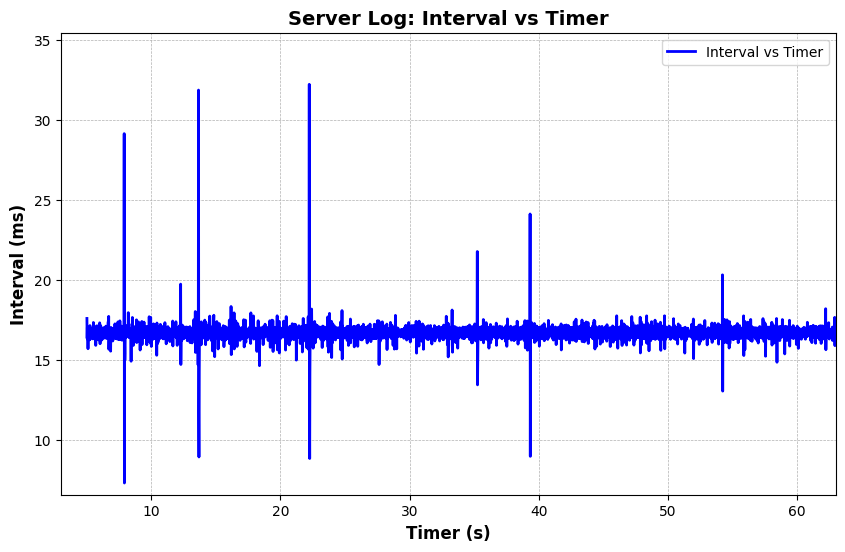 Server Log: Interval vs Timer
Interval vs Timer
35
30
25
20
15
10
Interval (ms)
10 20 30 40 50 60
Timer (s)